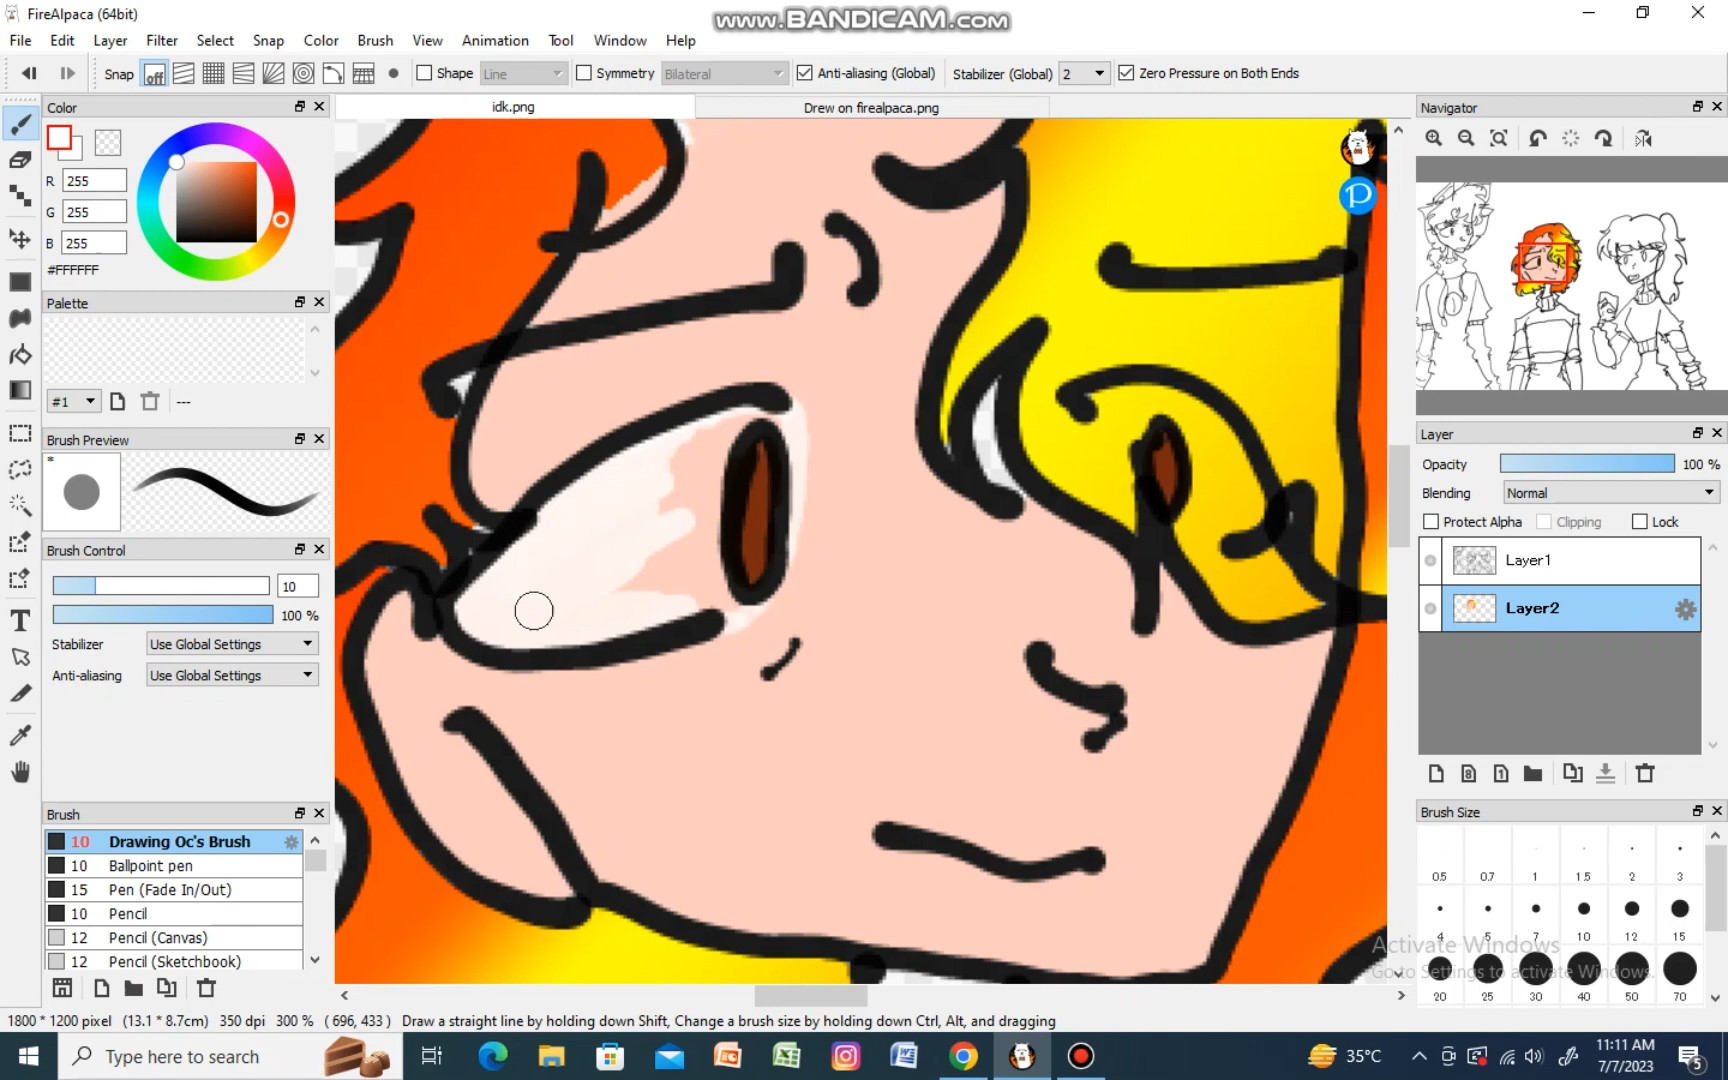 FireAlpaca (64bit)
www.BANDICAM.com
File Edit Layer Filter Select Snap Color Brush View Animation Tool Window Help
Snap off Shape Line Symmetry Bilateral Anti-aliasing (Global) Stabilizer (Global) 2 Zero Pressure on Both Ends
Color
idk.png
Drew on firealpaca.png
Navigator
R 255
G 255
B 255
#FFFFFF
Palette
#1 ---
Brush Preview
*
Brush Control
10
100 %
Stabilizer Use Global Settings
Anti-aliasing Use Global Settings
Brush
10 Drawing Oc's Brush
10 Ballpoint pen
15 Pen (Fade In/Out)
10 Pencil
12 Pencil (Canvas)
12 Pencil (Sketchbook)
P
Layer
Opacity 100 %
Blending Normal
Protect Alpha Clipping Lock
Layer1
Layer2
Brush Size
0.5 0.7 1 1.5 2 3
4 5 7 10 12 15
20 25 30 40 50 70
Activate Windows
Go to Settings to activate Windows.
1800 * 1200 pixel (13.1 * 8.7cm) 350 dpi 300 % ( 696, 433 ) Draw a straight line by holding down Shift, Change a brush size by holding down Ctrl, Alt, and dragging
Type here to search
35°C
11:11 AM
7/7/2023
5